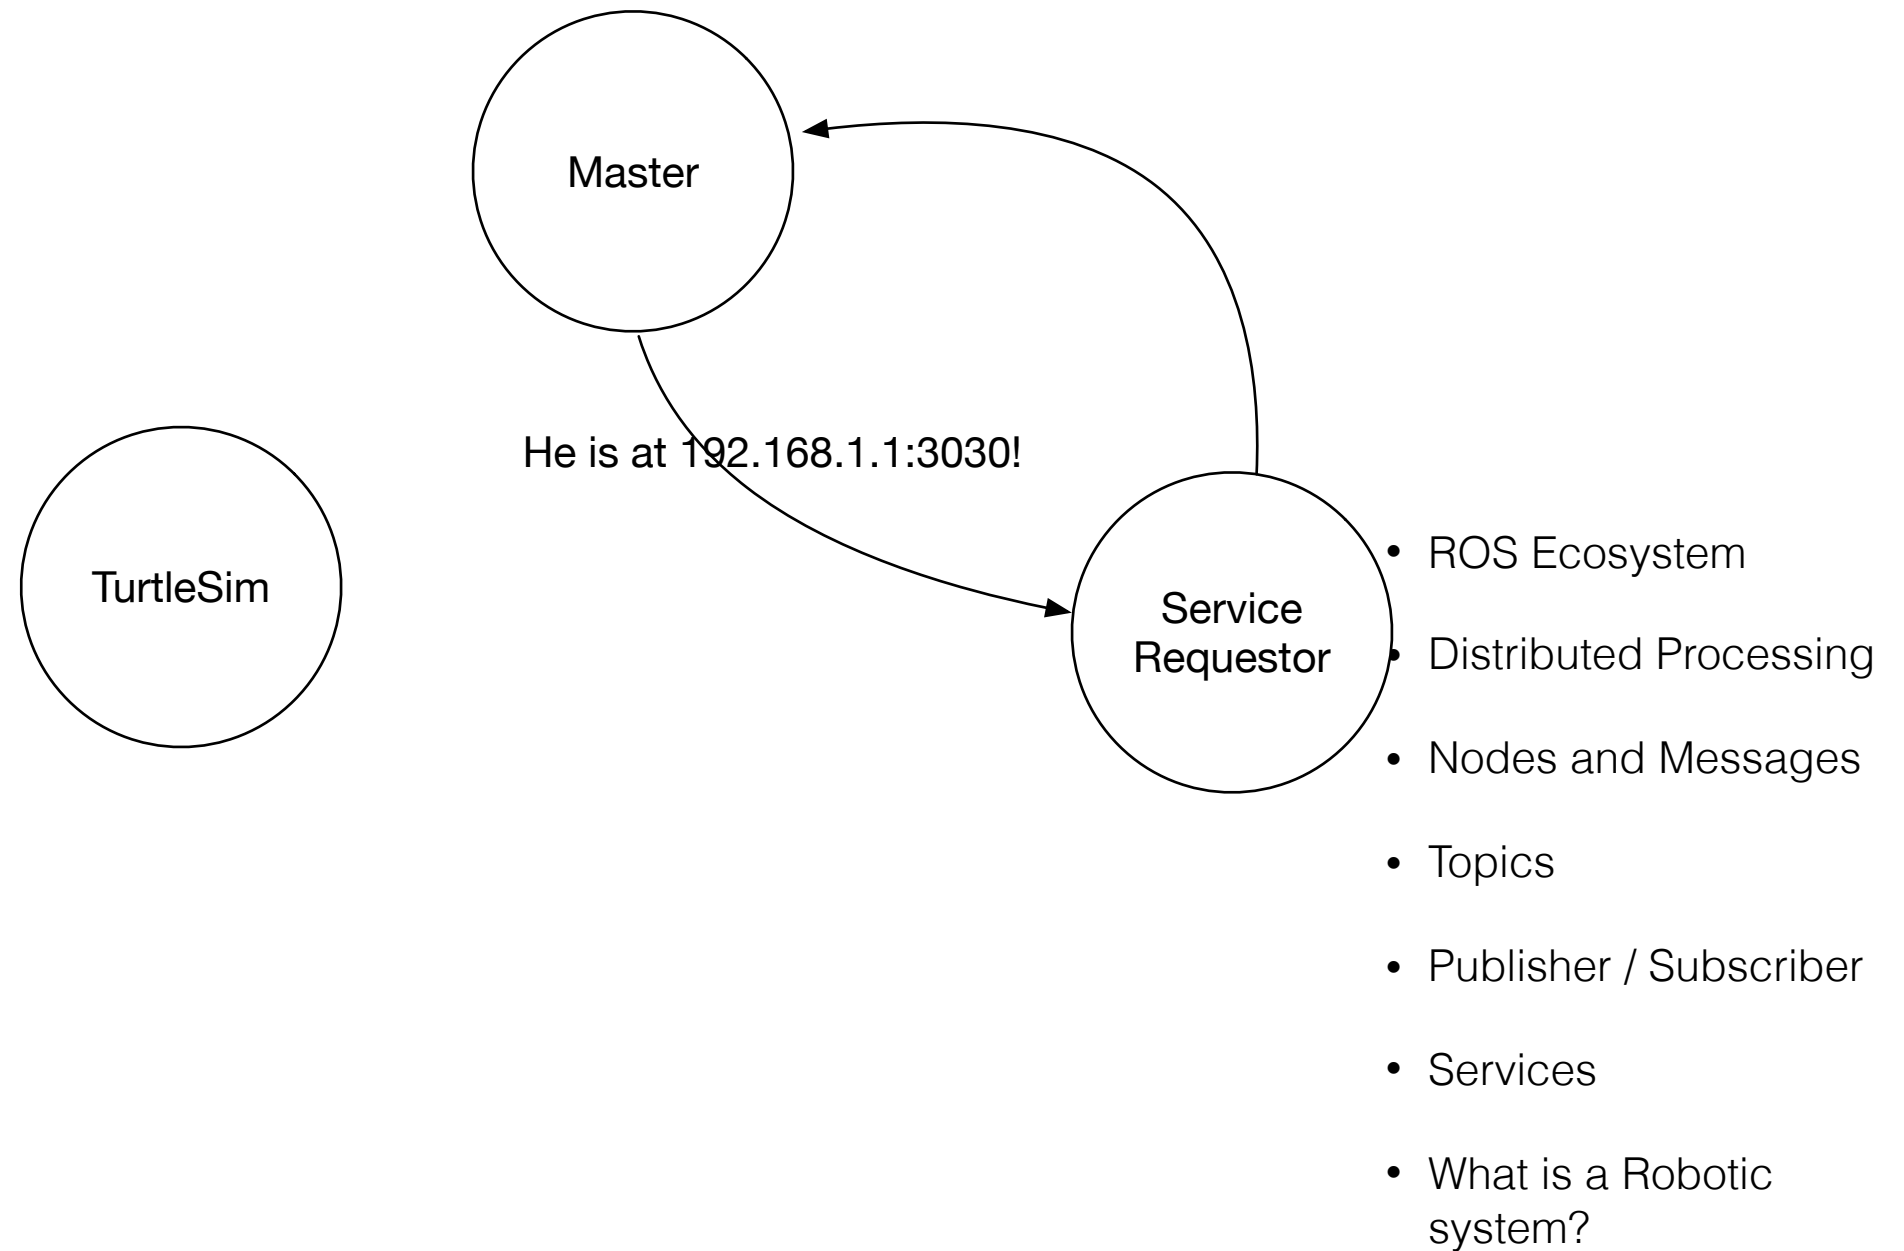 Master
He is at 192.168.1.1:3030!
TurtleSim
Service
Requestor
• ROS Ecosystem
• Distributed Processing
• Nodes and Messages
• Topics
• Publisher / Subscriber
• Services
• What is a Robotic
system?